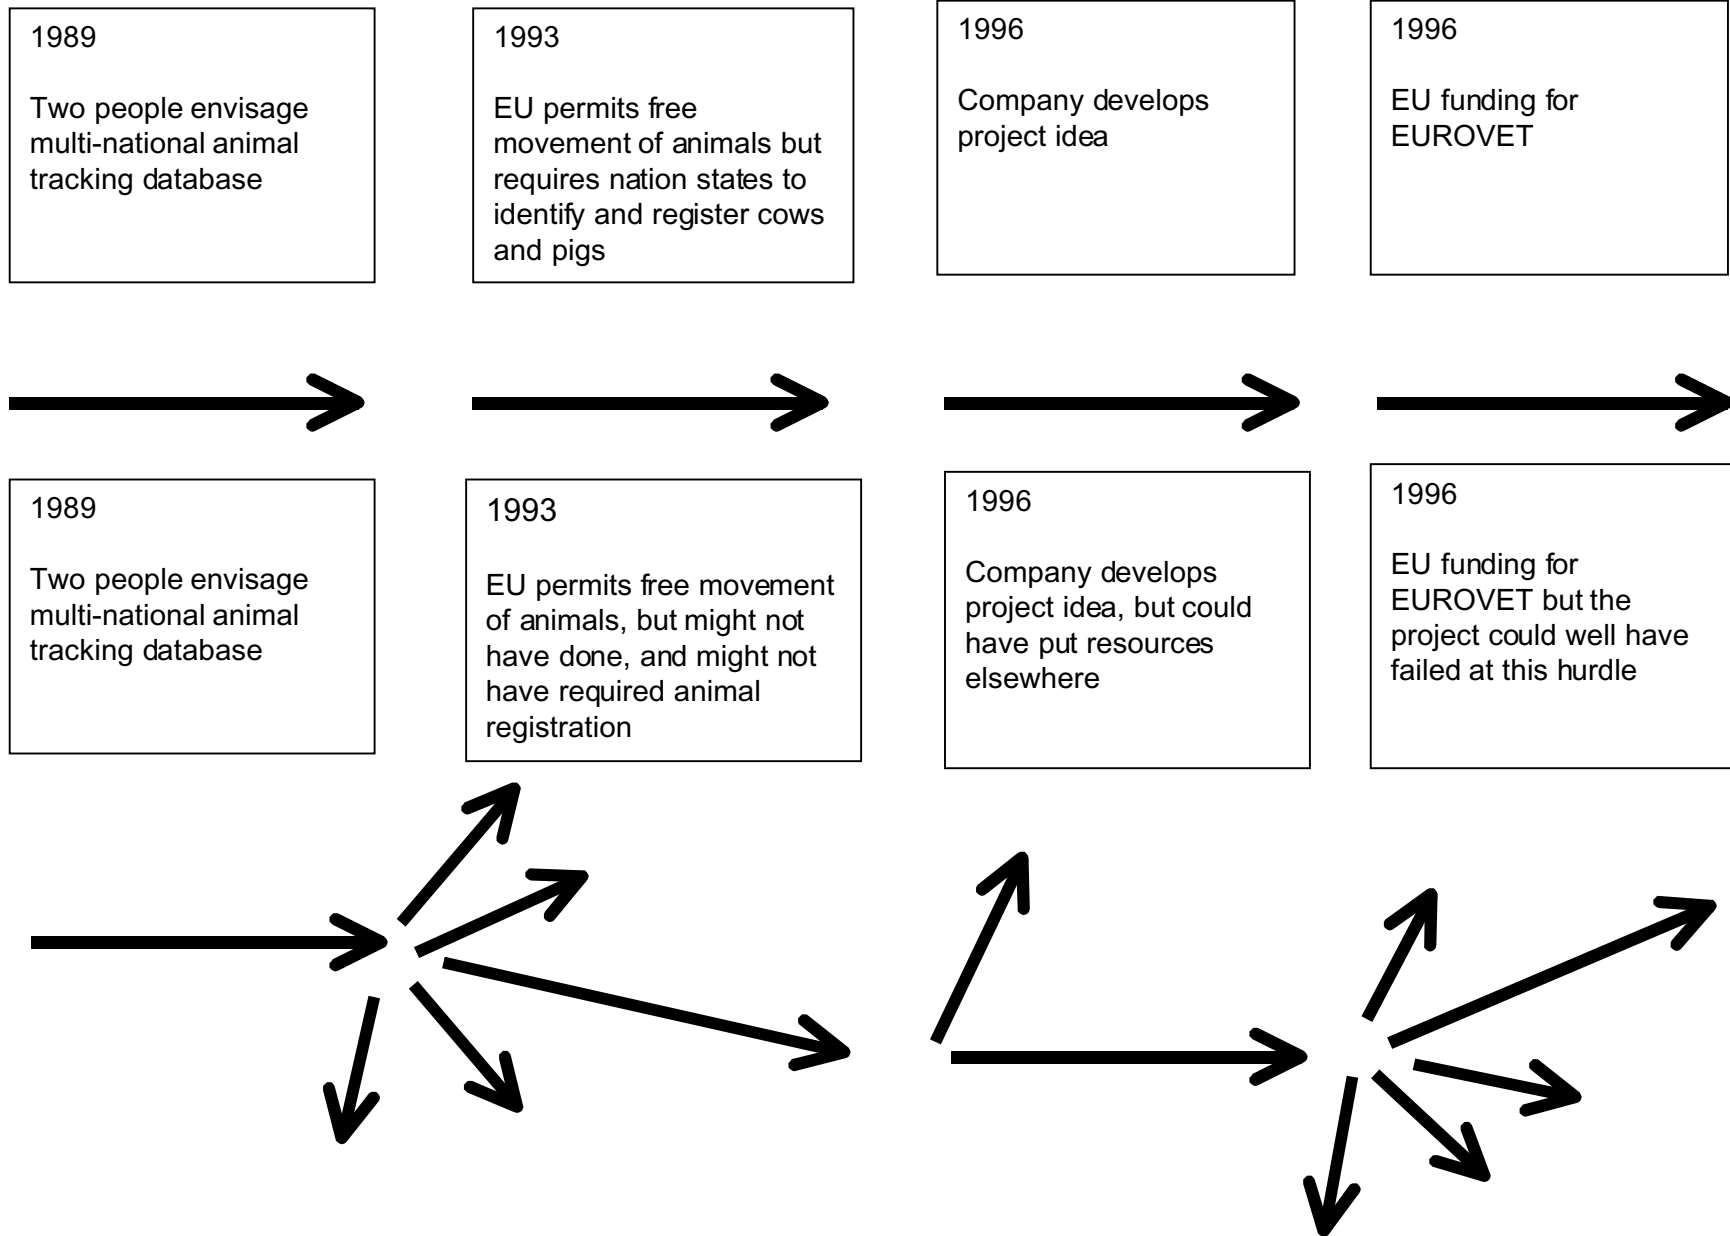 1989
Two people envisage
multi-national animal
tracking database
1993
EU permits free
movement of animals but
requires nation states to
identify and register cows
and pigs
1996
Company develops
project idea
1996
EU funding for
EUROVET
1989
Two people envisage
multi-national animal
tracking database
1993
EU permits free movement
of animals, but might not
have done, and might not
have required animal
registration
1996
Company develops
project idea, but could
have put resources
elsewhere
1996
EU funding for
EUROVET but the
project could well have
failed at this hurdle